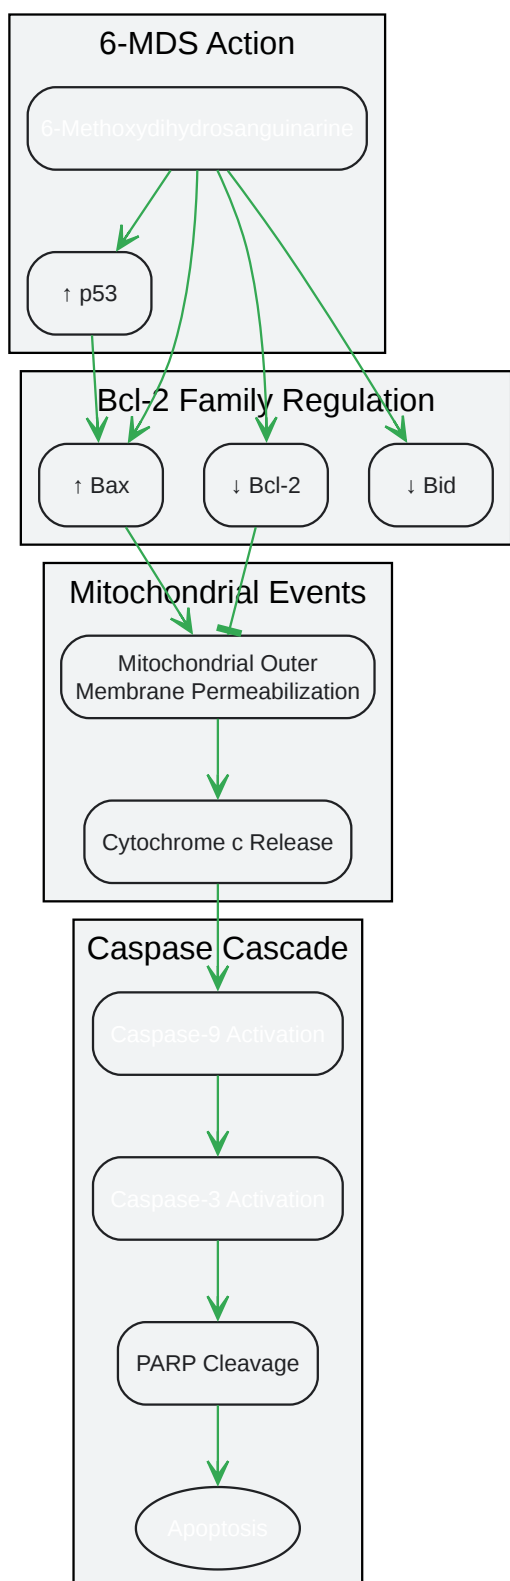 6-MDS Action
6-Methoxydihydrosanguinarine
↑ p53
Bcl-2 Family Regulation
↑ Bax
↓ Bcl-2
↓ Bid
Mitochondrial Events
Mitochondrial Outer
Membrane Permeabilization
Cytochrome c Release
Caspase Cascade
Caspase-9 Activation
Caspase-3 Activation
PARP Cleavage
Apoptosis